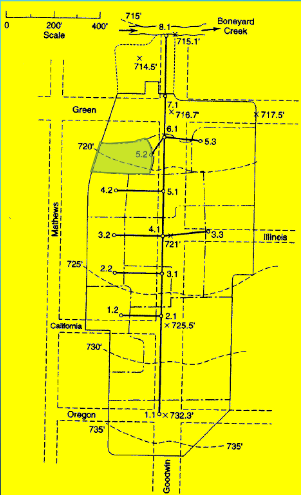 715'
0 200' 400'
Scale
8.1
Boneyard
Creek
715.1'
714.5'
7.1
Green
716.7'
717.5'
6.1
720'
5.2
5.3
4.2
5.1
Mathews
3.2
4.1
3.3
721'
Illinois
725'
2.2
3.1
1.2
2.1
California
725.5'
730'
1.1
732.3'
Oregon
735'
735'
Goodwin